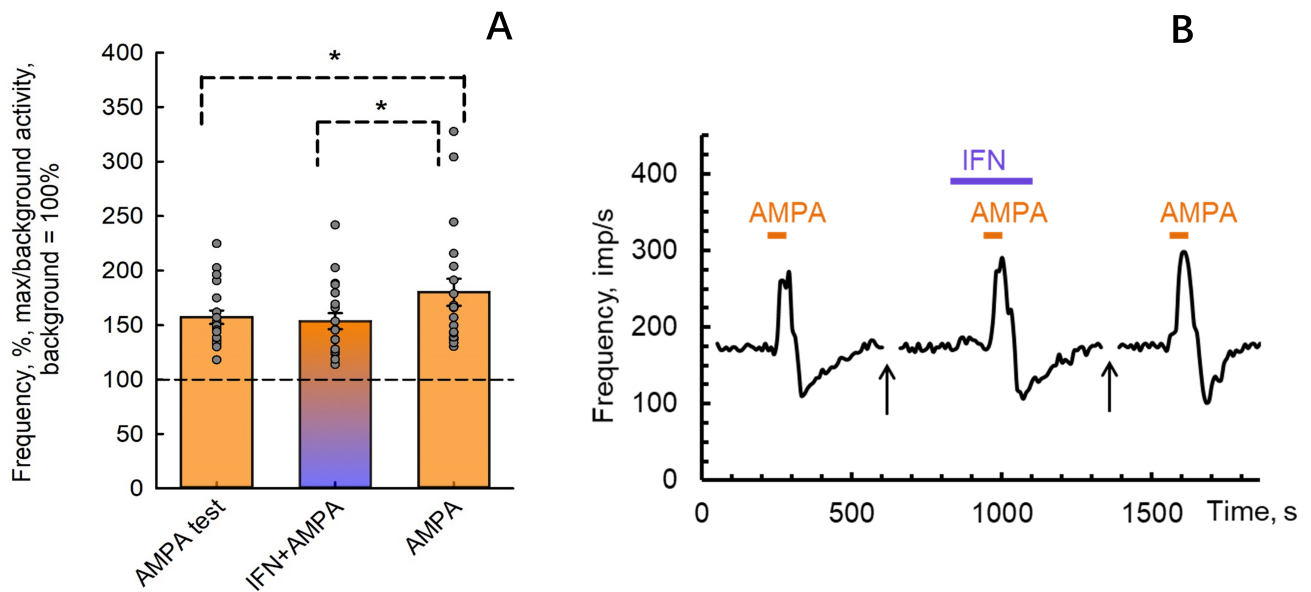 A
Frequency, %, max/background activity,
background = 100%
400
350
300
250
200
150
100
50
0
*
*
AMPA test
IFN+AMPA
AMPA
B
Frequency, imp/s
400
300
200
100
0
IFN
AMPA
AMPA
AMPA
0
500
1000
1500
Time, s